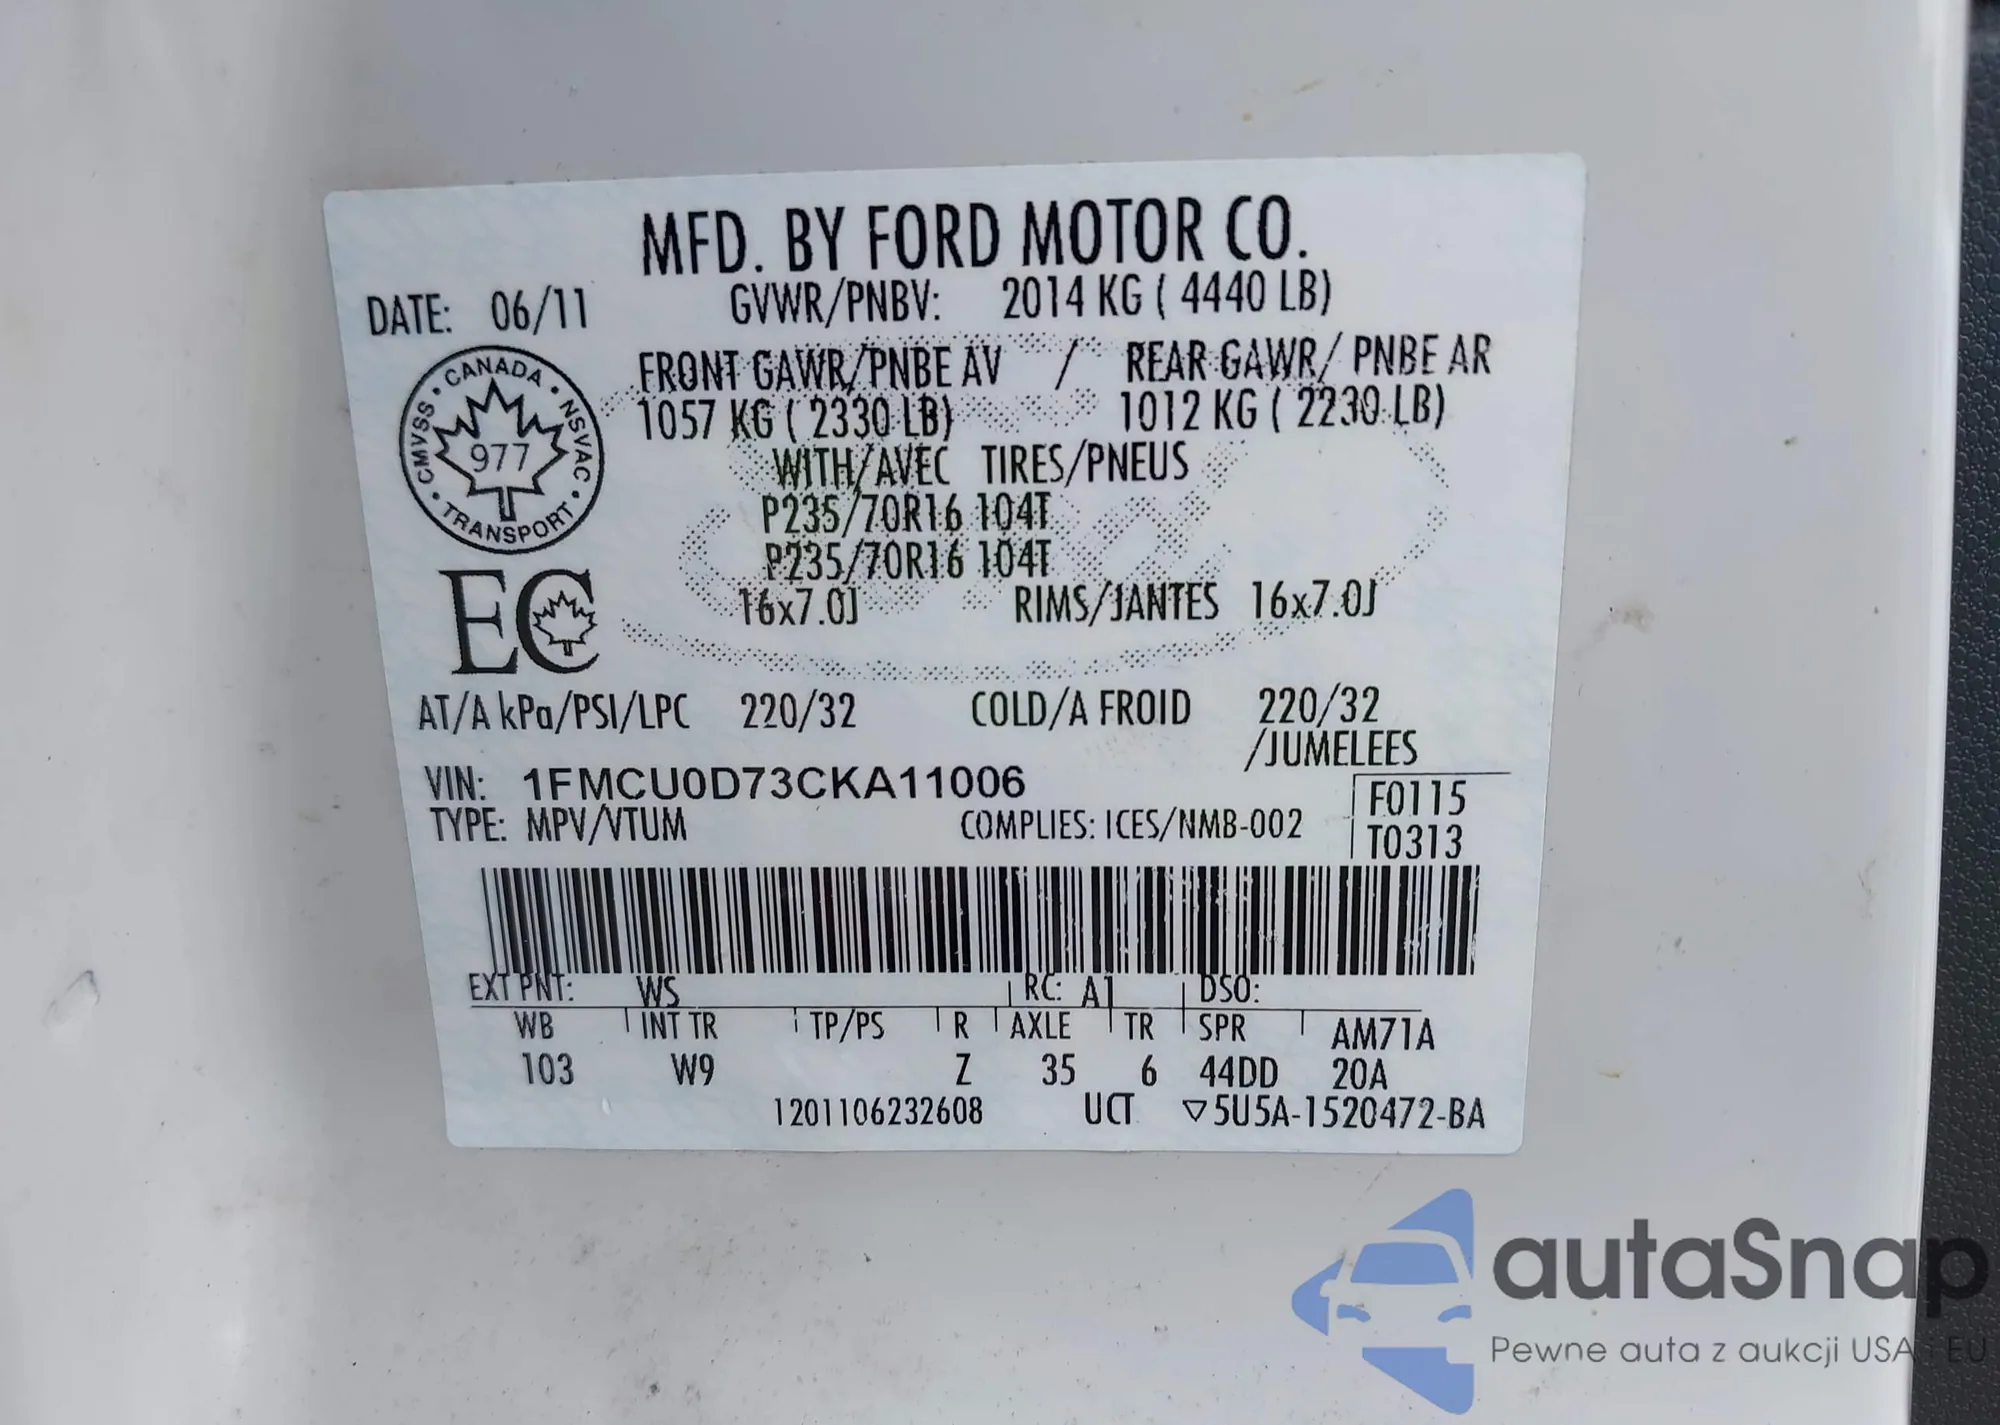 MFD. BY FORD MOTOR CO.
DATE: 06/11 GVWR/PNBV: 2014 KG ( 4440 LB)
FRONT GAWR/PNBE AV / REAR GAWR/ PNBE AR
1057 KG ( 2330 LB) 1012 KG ( 2230 LB)
WITH/AVEC TIRES/PNEUS
P235/70R16 104T
P235/70R16 104T
16x7.0J RIMS/JANTES 16x7.0J
CANADA
CMVSS NSVAC
977
TRANSPORT
EC
AT/A kPa/PSI/LPC 220/32 COLD/A FROID 220/32
/JUMELEES
VIN: 1FMCU0D73CKA11006
F0115
TYPE: MPV/VTUM COMPLIES: ICES/NMB-002
T0313
EXT PNT: WS RC: A1 DSO:
WB INT TR TP/PS R AXLE TR SPR AM71A
103 W9 Z 35 6 44DD 20A
1201106232608 UCT ▽5U5A-1520472-BA
autaSnap
Pewne auta z aukcji USA i EU